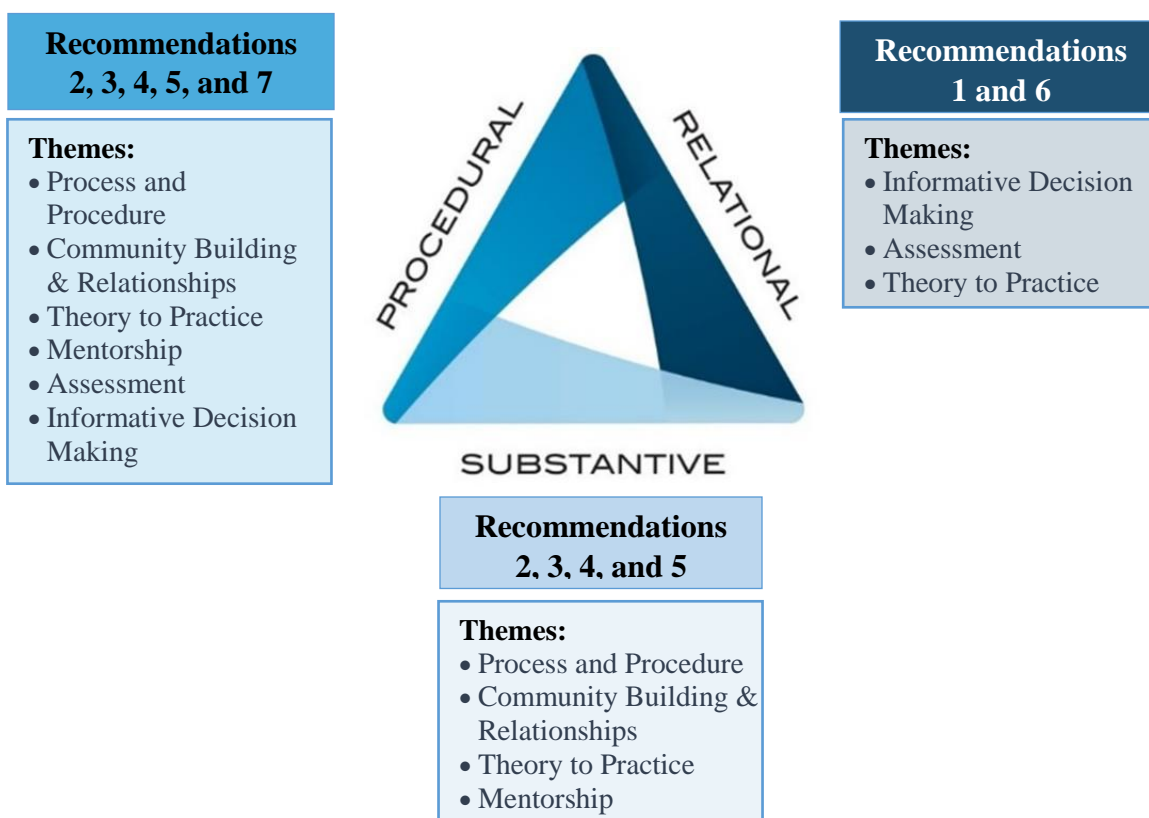 Recommendations
2, 3, 4, 5, and 7
Themes:
• Process and
Procedure
• Community Building
& Relationships
• Theory to Practice
• Mentorship
• Assessment
• Informative Decision
Making
PROCEDURAL
RELATIONAL
SUBSTANTIVE
Recommendations
1 and 6
Themes:
• Informative Decision
Making
• Assessment
• Theory to Practice
Recommendations
2, 3, 4, and 5
Themes:
• Process and Procedure
• Community Building &
Relationships
• Theory to Practice
• Mentorship